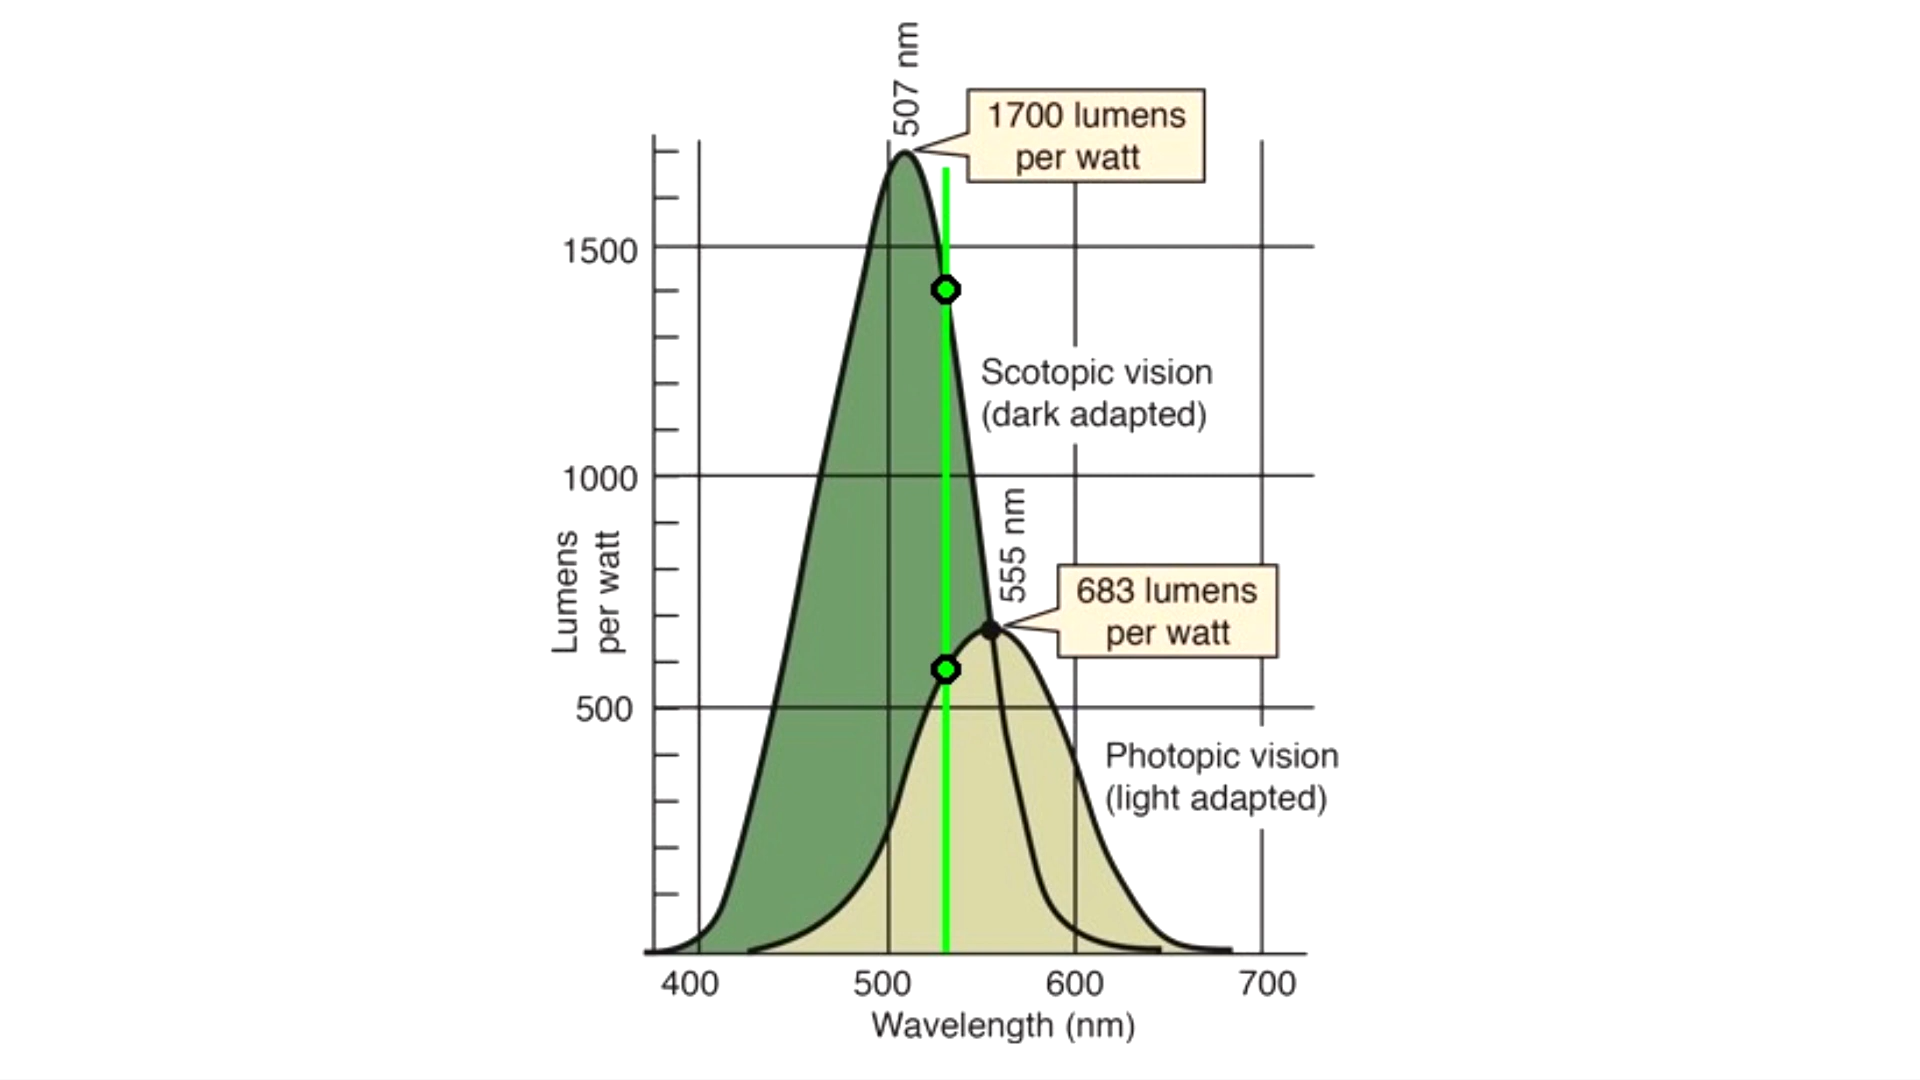 507 nm
1700 lumens
per watt
1500
Scotopic vision
(dark adapted)
1000
555 nm
Lumens
per watt
683 lumens
per watt
500
Photopic vision
(light adapted)
400
500
600
700
Wavelength (nm)